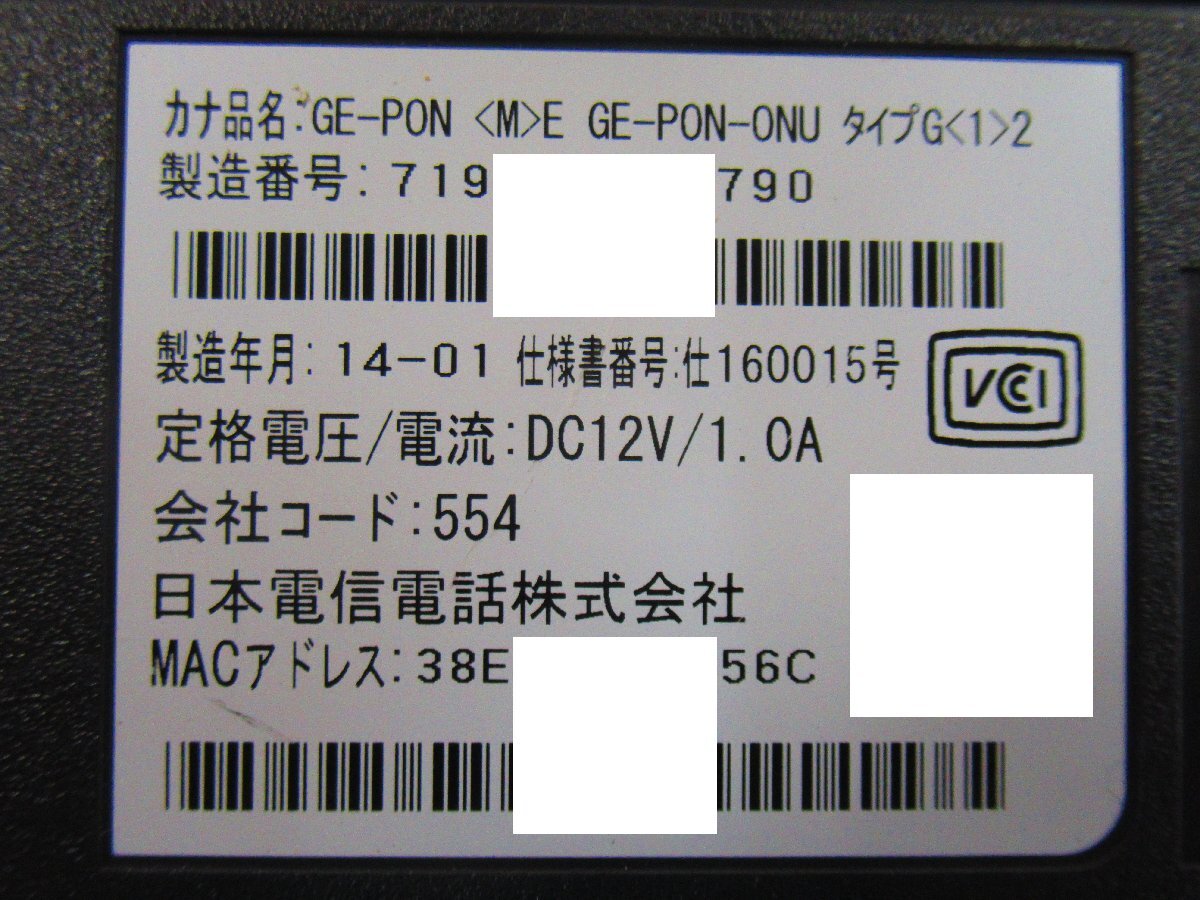 カナ品名:GE-PON <M>E GE-PON-ONU タイプG<1>2
製造番号:719 790
製造年月:14-01 仕様書番号:仕160015号
VCCI
定格電圧/電流:DC12V/1.0A
会社コード:554
日本電信電話株式会社
MACアドレス:38E 56C